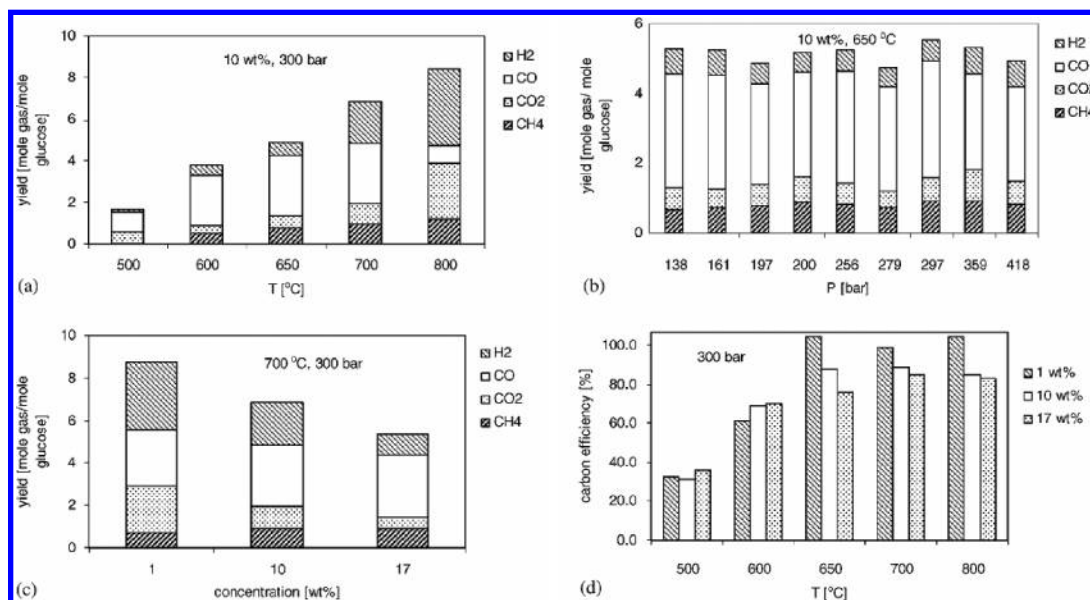 10 wt%, 300 bar
H2
CO
CO2
CH4
10
8
6
4
2
0
yield [mole gas/mole
glucose]
500 600 650 700 800
(a)
T [°C]
10 wt%, 650 °C
H2
CO
CO2
CH4
6
4
2
0
yield [mole gas/ mole
glucose]
138 161 197 200 256 279 297 359 418
(b)
P [bar]
700 °C, 300 bar
H2
CO
CO2
CH4
10
8
6
4
2
0
yield [mole gas/mole
glucose]
1 10 17
(c)
concentration [wt%]
300 bar
1 wt%
10 wt%
17 wt%
100.0
80.0
60.0
40.0
20.0
0.0
carbon efficiency [%]
500 600 650 700 800
(d)
T [°C]